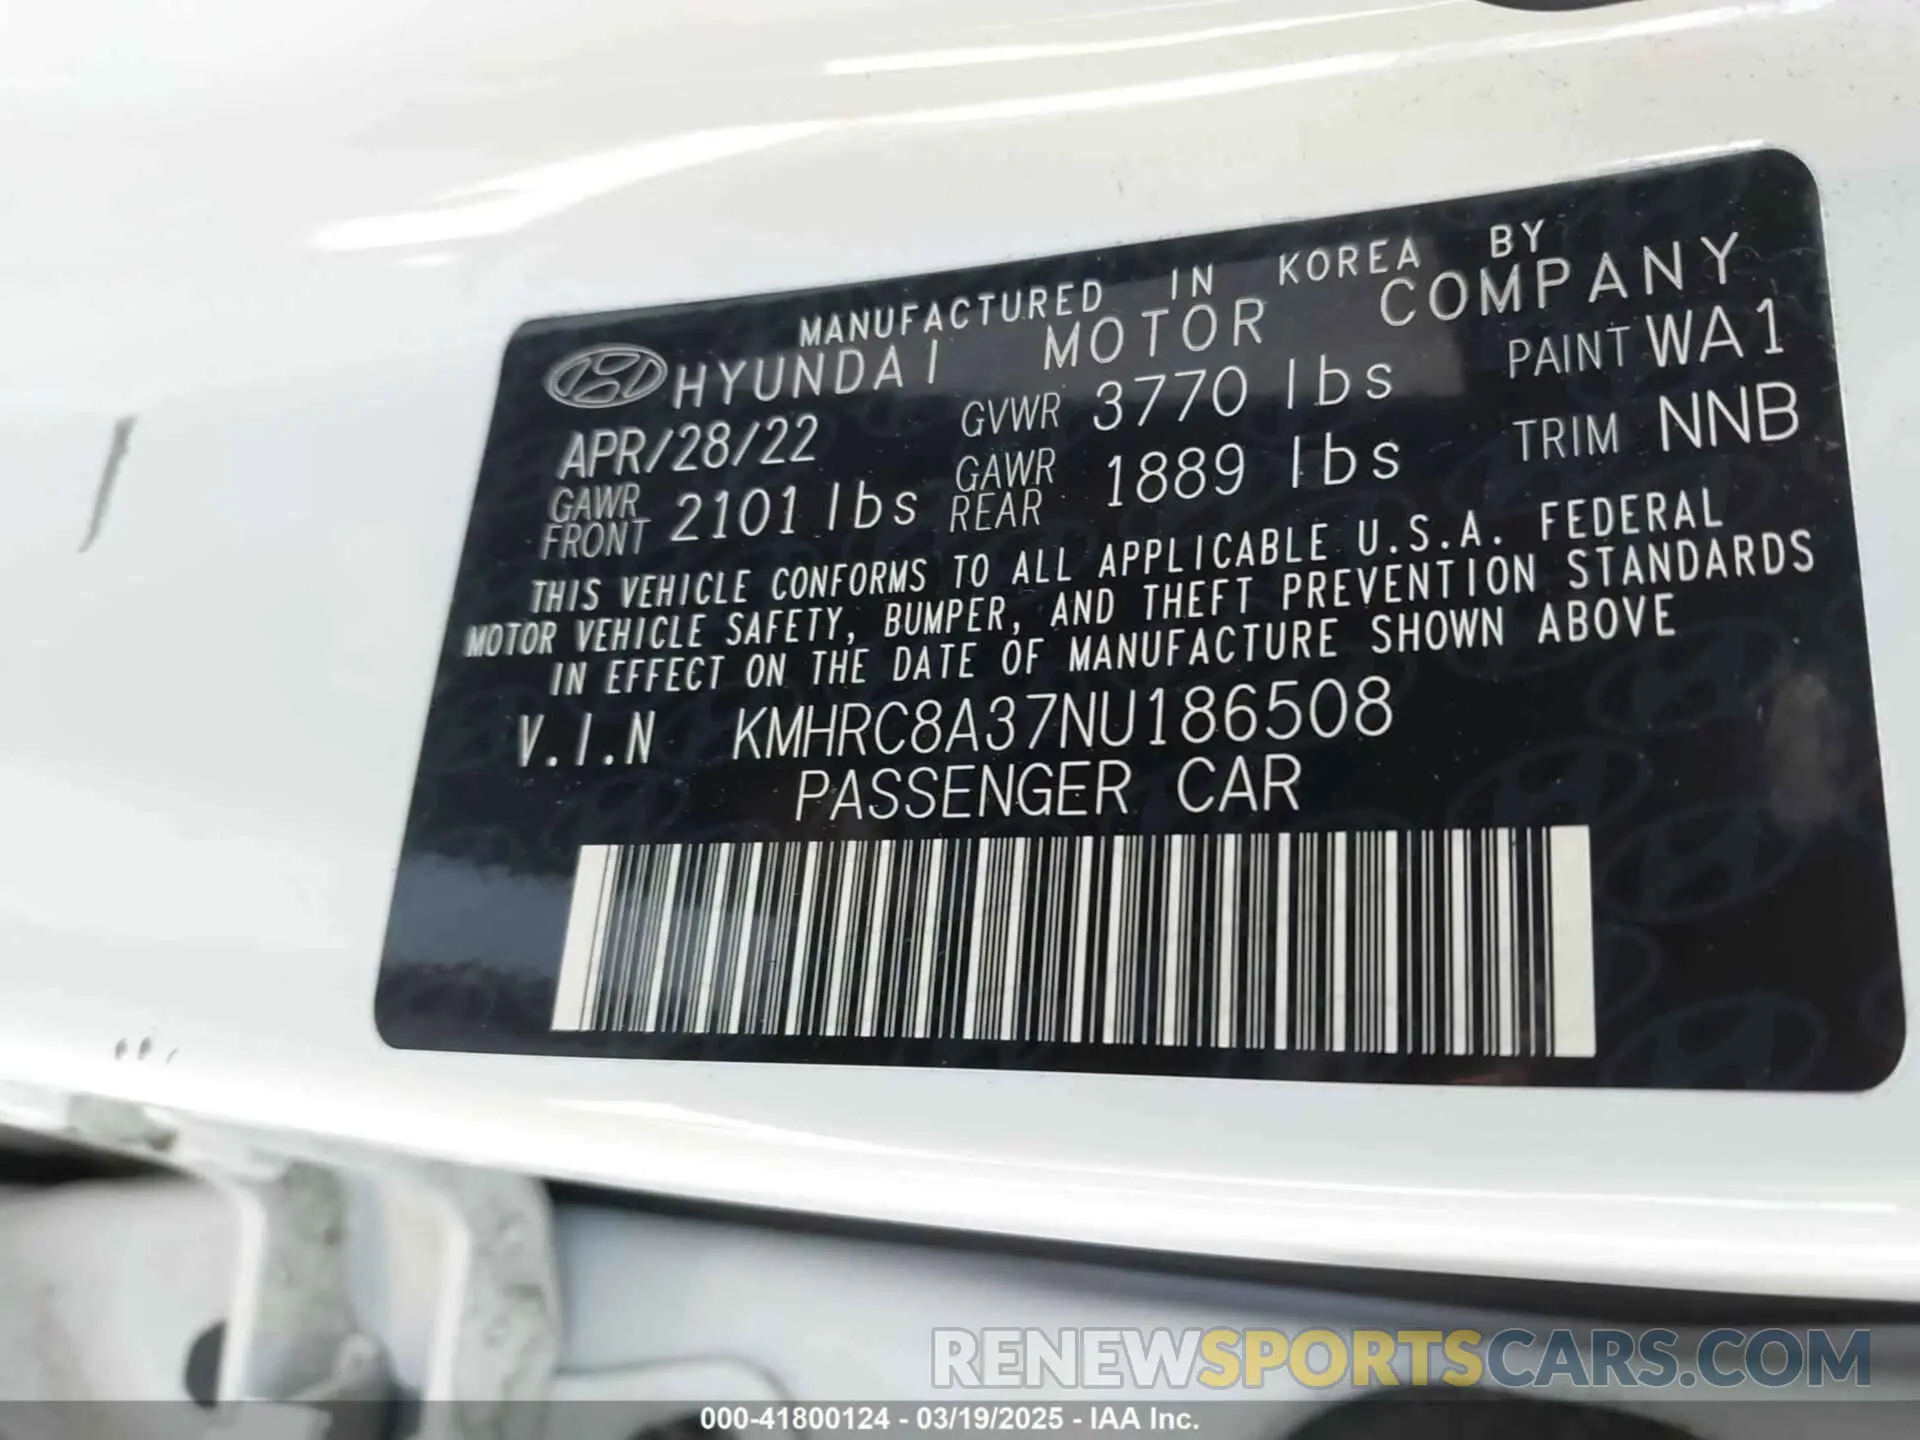 MANUFACTURED IN KOREA BY
HYUNDAI MOTOR COMPANY
APR/28/22 GVWR 3770 lbs PAINT WA1
GAWR FRONT 2101 lbs GAWR REAR 1889 lbs TRIM NNB
THIS VEHICLE CONFORMS TO ALL APPLICABLE U.S.A. FEDERAL
MOTOR VEHICLE SAFETY, BUMPER, AND THEFT PREVENTION STANDARDS
IN EFFECT ON THE DATE OF MANUFACTURE SHOWN ABOVE
V.I.N KMHRC8A37NU186508
PASSENGER CAR
RENEWSPORTSCARS.COM
000-41800124 - 03/19/2025 - IAA Inc.